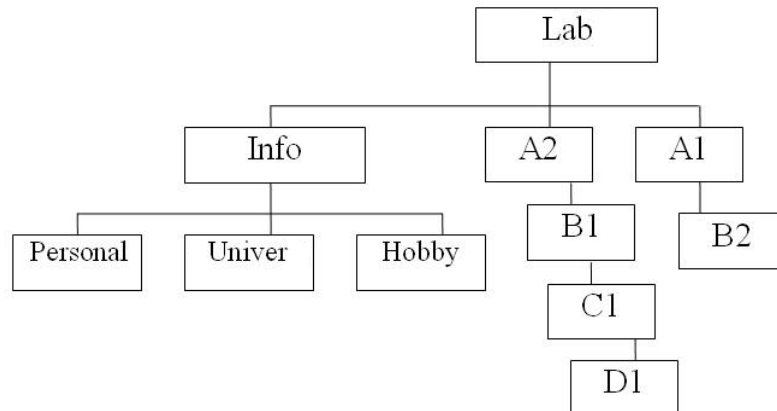 Lab
Info
A2
A1
Personal
Univer
Hobby
B1
B2
C1
D1